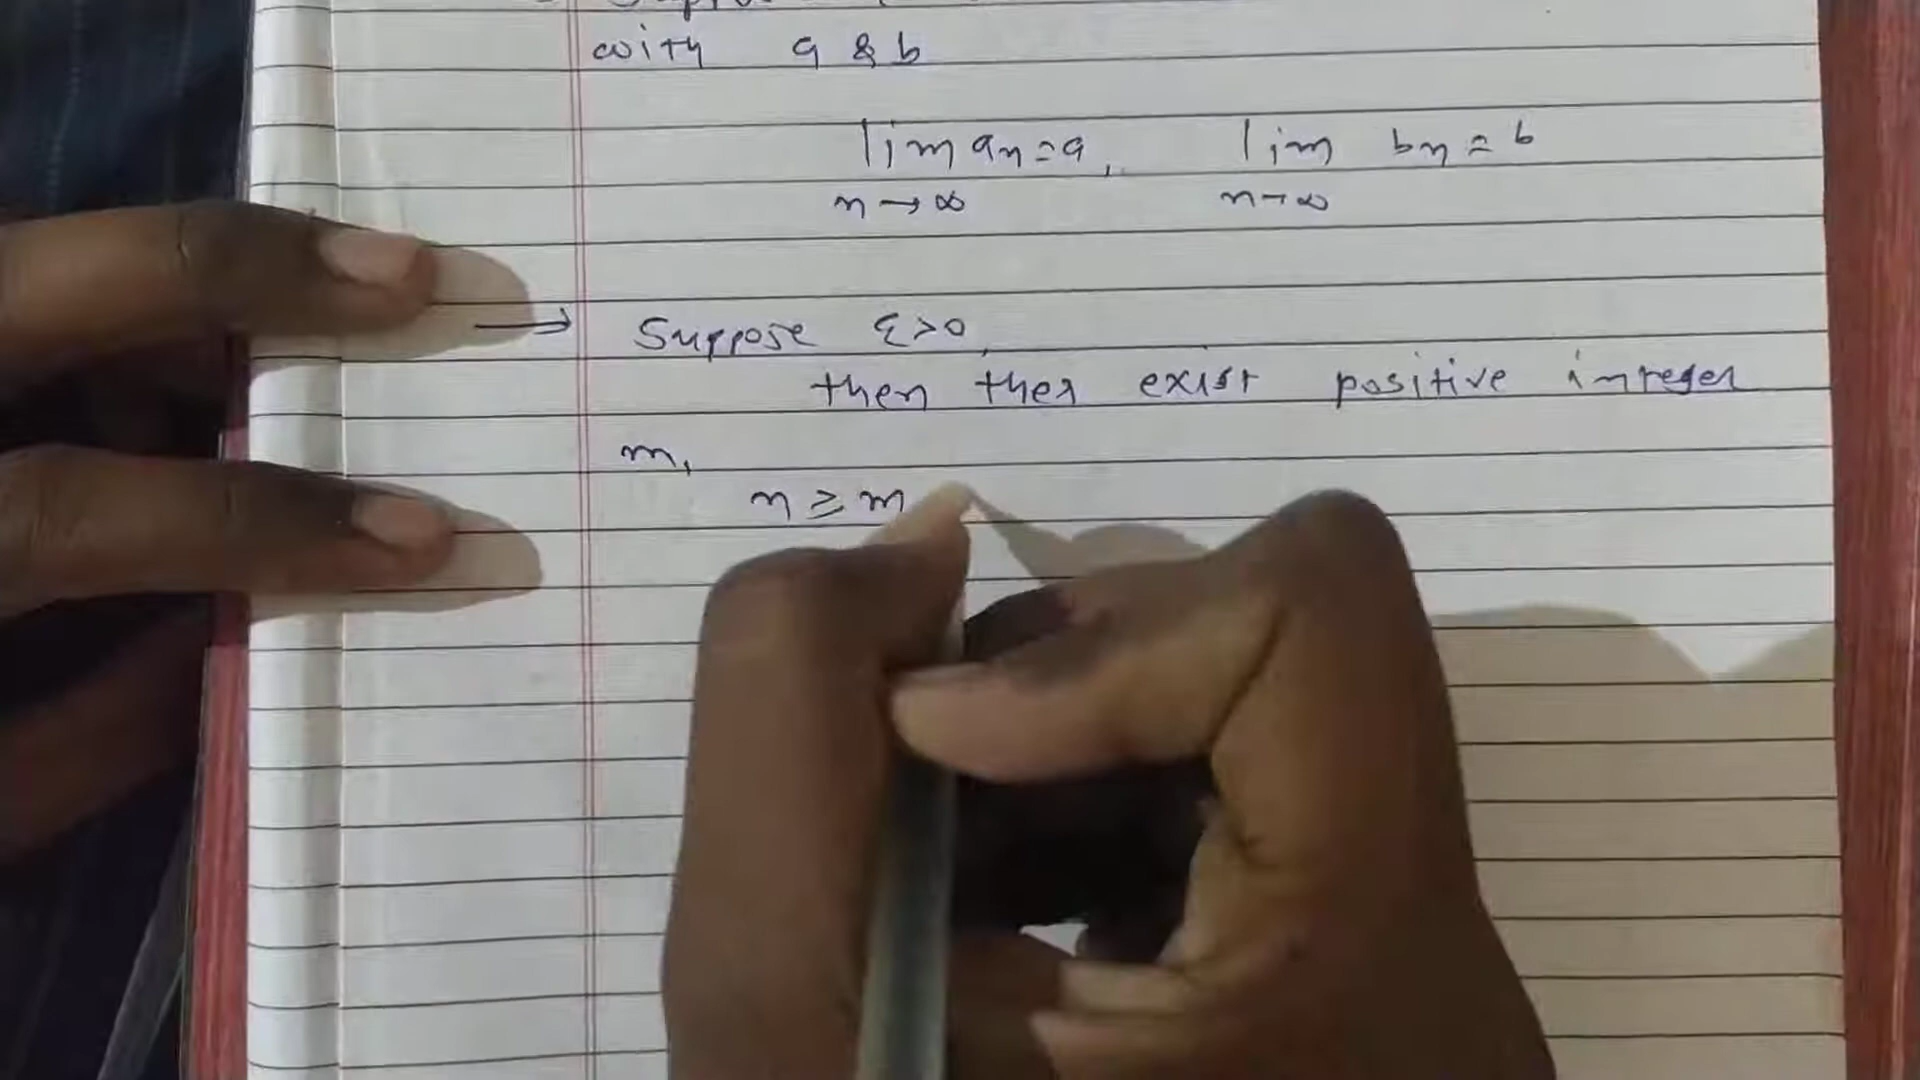 with a & b
lim an = a, lim bn = b
n → ∞ n → ∞
→ Suppose ε > 0,
then ther exist positive integer
m,
n ≥ m